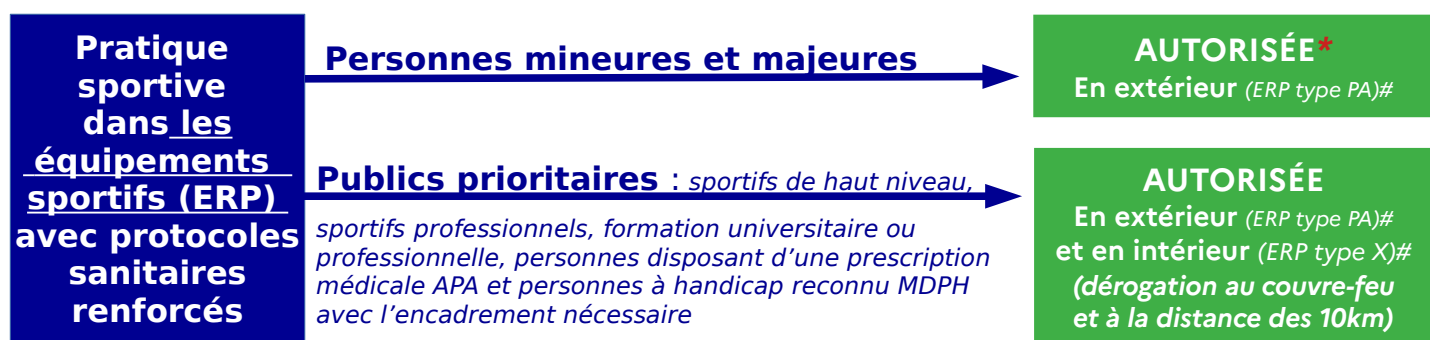 Pratique
sportive
dans les
équipements
sportifs (ERP)
avec protocoles
sanitaires
renforcés
Personnes mineures et majeures
AUTORISÉE*
En extérieur (ERP type PA)#
Publics prioritaires : sportifs de haut niveau,
sportifs professionnels, formation universitaire ou
professionnelle, personnes disposant d’une prescription
médicale APA et personnes à handicap reconnu MDPH
avec l’encadrement nécessaire
AUTORISÉE
En extérieur (ERP type PA)#
et en intérieur (ERP type X)#
(dérogation au couvre-feu
et à la distance des 10km)